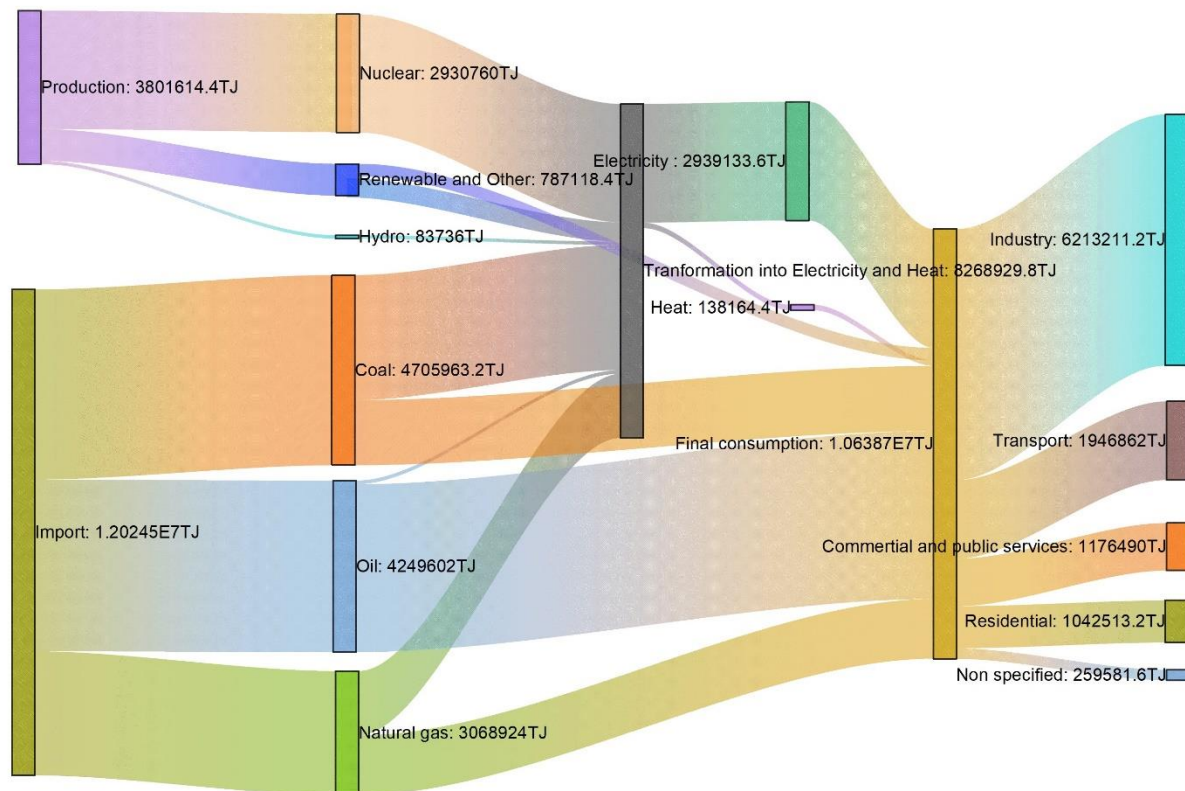 Production: 3801614.4TJ
Nuclear: 2930760TJ
Renewable and Other: 787118.4TJ
Hydro: 83736TJ
Import: 1.20245E7TJ
Coal: 4705963.2TJ
Oil: 4249602TJ
Natural gas: 3068924TJ
Electricity : 2939133.6TJ
Tranformation into Electricity and Heat: 8268929.8TJ
Heat: 138164.4TJ
Final consumption: 1.06387E7TJ
Industry: 6213211.2TJ
Transport: 1946862TJ
Commertial and public services: 1176490TJ
Residential: 1042513.2TJ
Non specified: 259581.6TJ